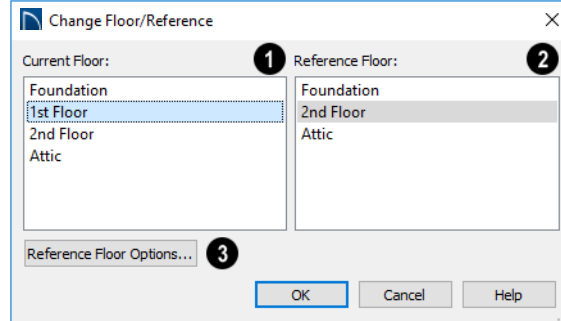 Change Floor/Reference
Current Floor:
1
Foundation
1st Floor
2nd Floor
Attic
Reference Floor:
2
Foundation
2nd Floor
Attic
Reference Floor Options...
3
OK
Cancel
Help